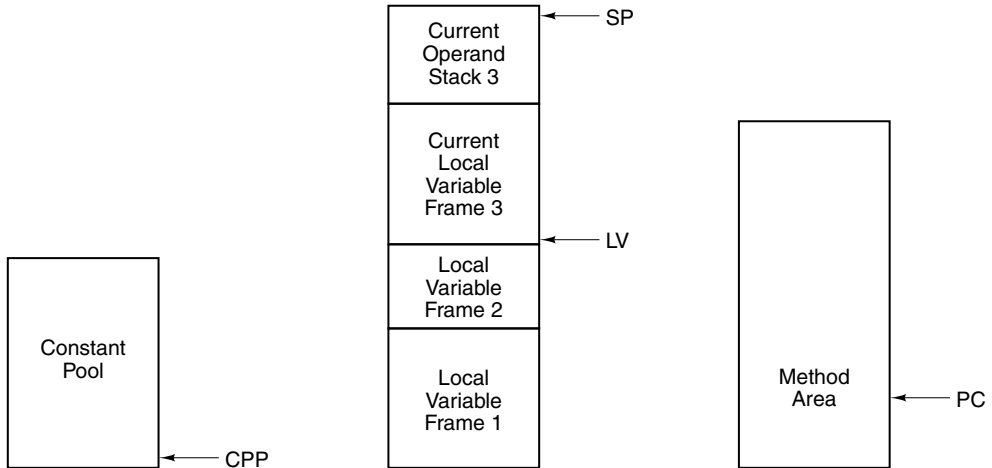 Current
Operand
Stack 3
SP
Current
Local
Variable
Frame 3
LV
Local
Variable
Frame 2
Local
Variable
Frame 1
Constant
Pool
CPP
Method
Area
PC